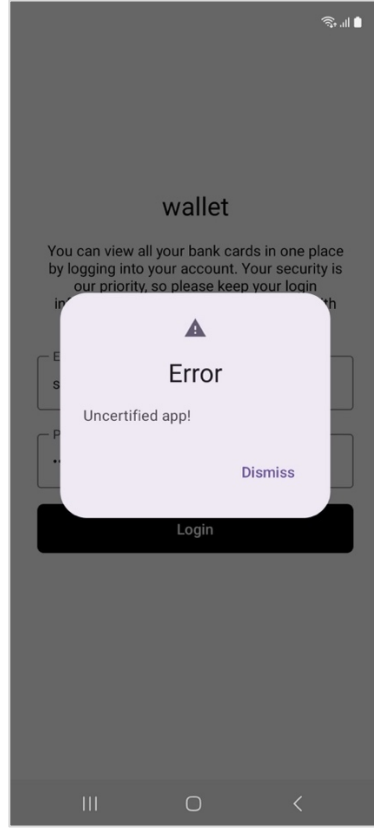 wallet
You can view all your bank cards in one place
by logging into your account. Your security is
our priority, so please keep your login
Error
Uncertified app!
Dismiss
Login